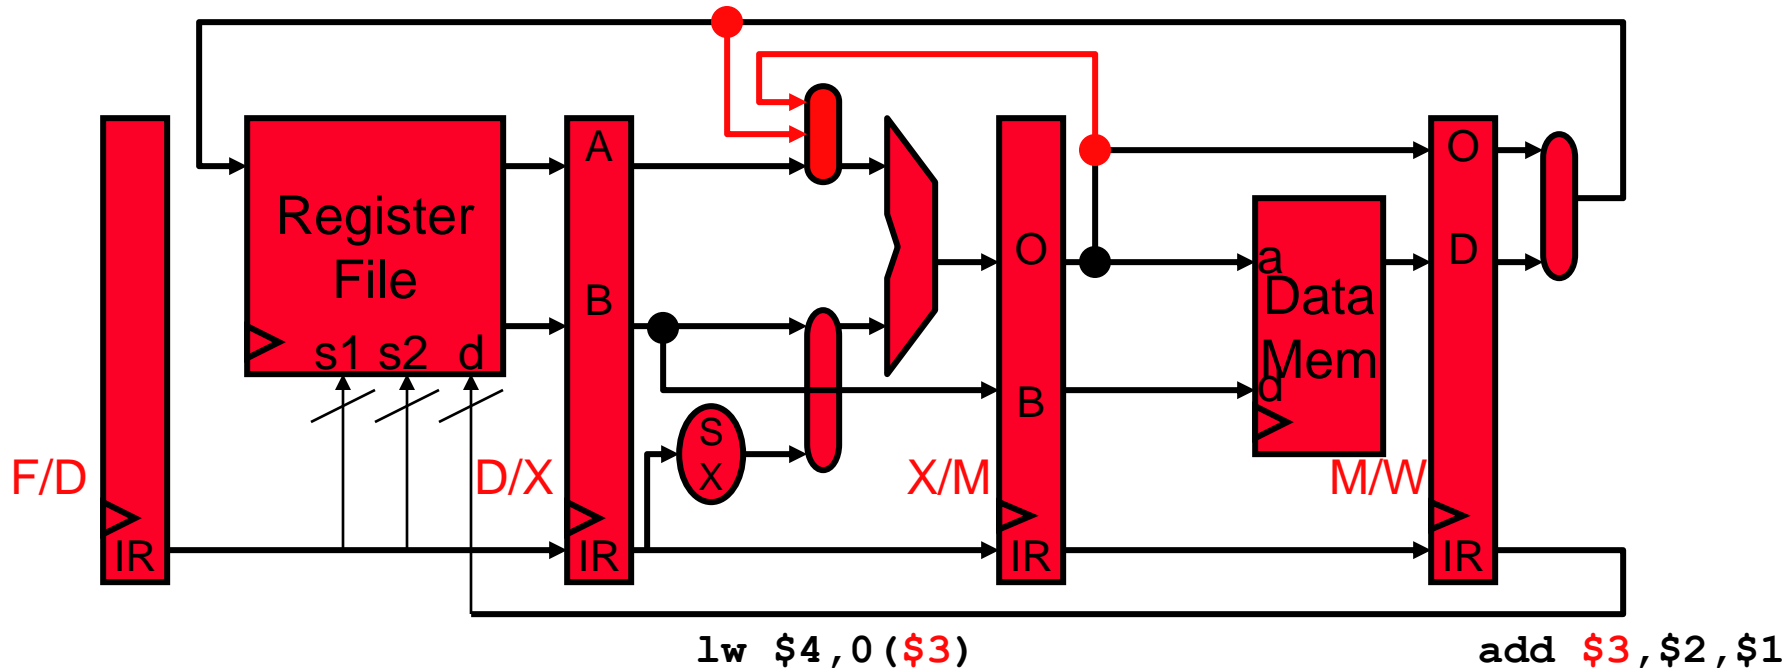 A
O
Register
File
a
O
D
Data
Mem
B
s1 s2 d
B
d
S
X
F/D
D/X
X/M
M/W
IR
IR
IR
IR
lw $4,0($3)
add $3,$2,$1